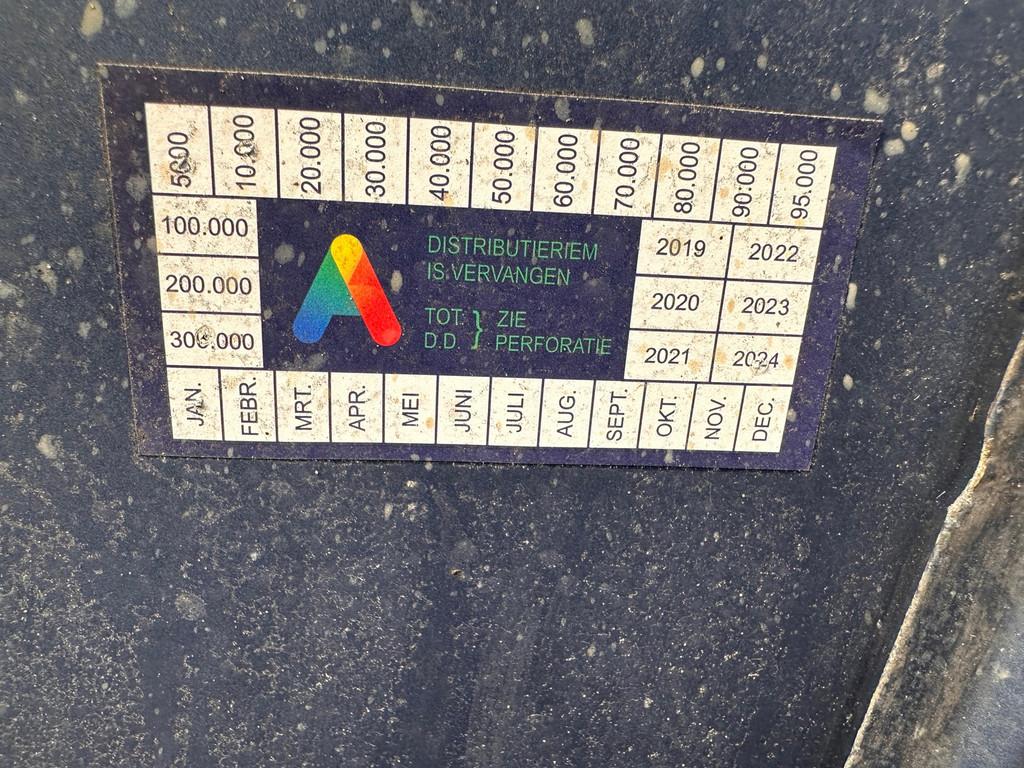 5000 10.000 20.000 30.000 40.000 50.000 60.000 70.000 80.000 90.000 95.000
100.000
200.000
300.000
DISTRIBUTIERIEM
IS VERVANGEN
TOT. } ZIE
D.D. } PERFORATIE
2019 2022
2020 2023
2021 2024
JAN. FEBR. MRT. APR. MEI JUNI JULI AUG. SEPT. OKT. NOV. DEC.